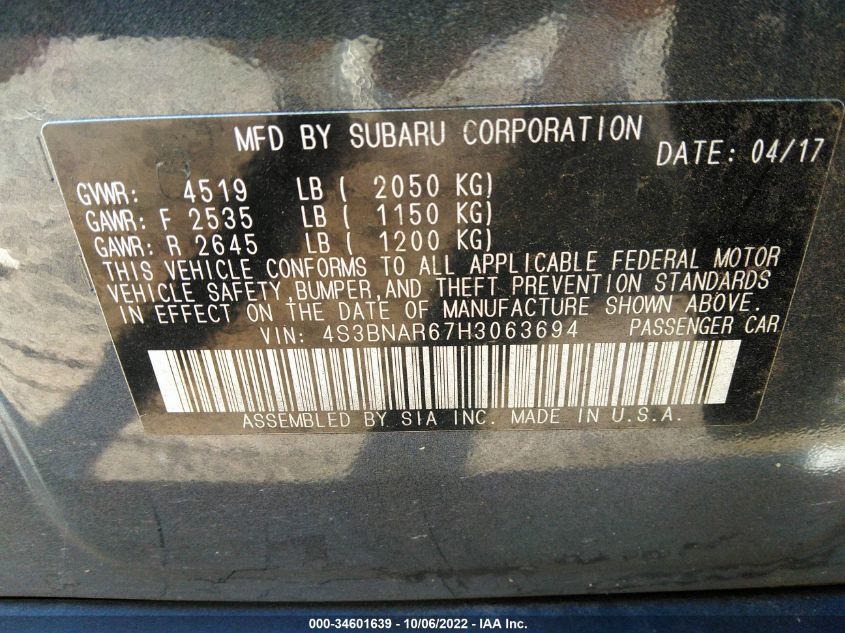 MFD BY SUBARU CORPORATION
DATE: 04/17
GVWR: 4519 LB ( 2050 KG)
GAWR: F 2535 LB ( 1150 KG)
GAWR: R 2645 LB ( 1200 KG)
THIS VEHICLE CONFORMS TO ALL APPLICABLE FEDERAL MOTOR
VEHICLE SAFETY,BUMPER,AND THEFT PREVENTION STANDARDS
IN EFFECT ON THE DATE OF MANUFACTURE SHOWN ABOVE.
VIN: 4S3BNAR67H3063694 PASSENGER CAR
ASSEMBLED BY SIA INC. MADE IN U.S.A.
000-34601639 - 10/06/2022 - IAA Inc.